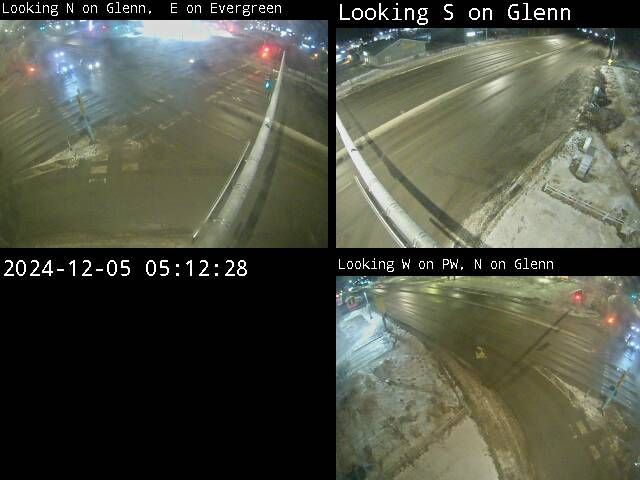 Looking N on Glenn,  E on Evergreen
Looking S on Glenn
2024-12-05 05:12:28
Looking W on PW, N on Glenn